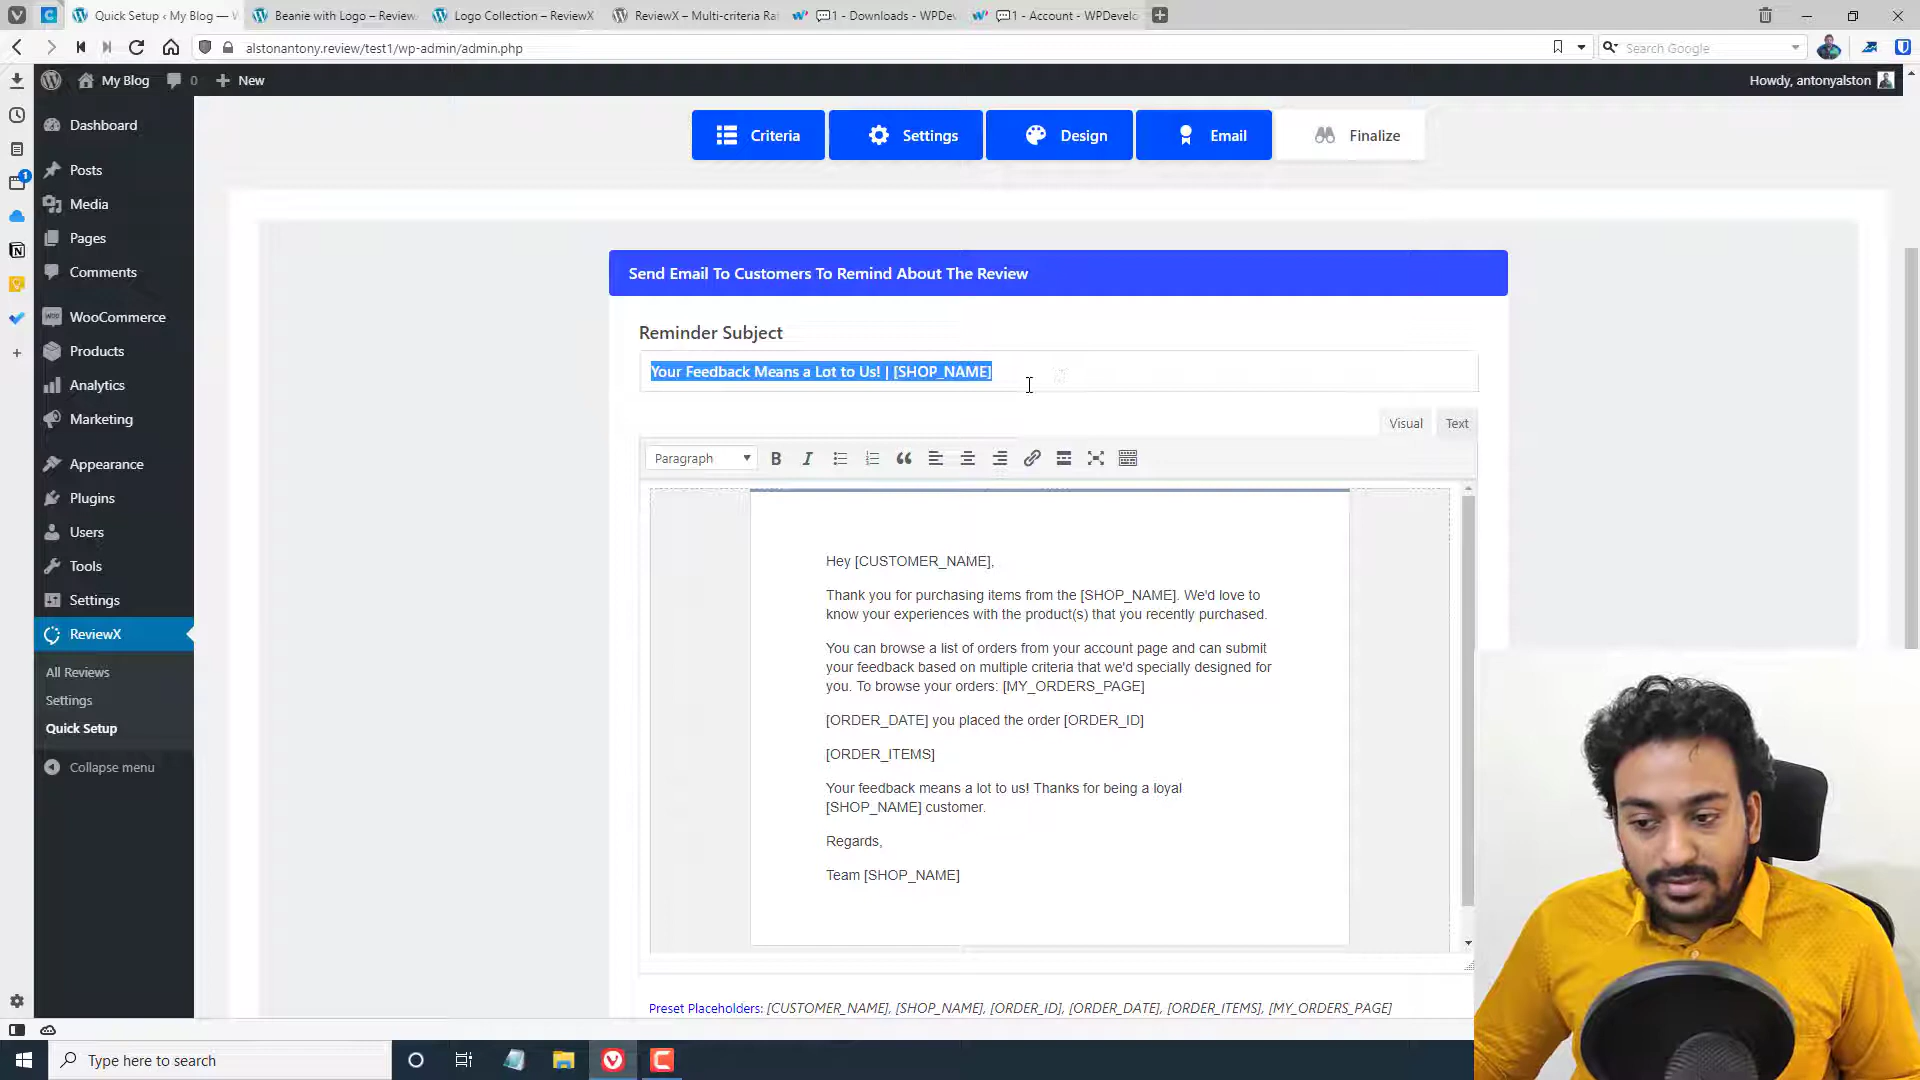 Quick Setup ‹ My Blog — W
Beanie with Logo – Review
Logo Collection – ReviewX
ReviewX – Multi-criteria Ra
1 - Downloads - WPDev
1 - Account - WPDevelo
alstonantony.review/test1/wp-admin/admin.php
Search Google
My Blog
0
New
Howdy, antonyalston
1
Dashboard
Posts
Media
Pages
Comments
WooCommerce
Products
Analytics
Marketing
Appearance
Plugins
Users
Tools
Settings
ReviewX
All Reviews
Settings
Quick Setup
Collapse menu
Criteria
Settings
Design
Email
Finalize
Send Email To Customers To Remind About The Review
Reminder Subject
Your Feedback Means a Lot to Us! | [SHOP_NAME]
Visual
Text
Paragraph
Hey [CUSTOMER_NAME],
Thank you for purchasing items from the [SHOP_NAME]. We'd love to
know your experiences with the product(s) that you recently purchased.
You can browse a list of orders from your account page and can submit
your feedback based on multiple criteria that we'd specially designed for
you. To browse your orders: [MY_ORDERS_PAGE]
[ORDER_DATE] you placed the order [ORDER_ID]
[ORDER_ITEMS]
Your feedback means a lot to us! Thanks for being a loyal
[SHOP_NAME] customer.
Regards,
Team [SHOP_NAME]
Preset Placeholders: [CUSTOMER_NAME], [SHOP_NAME], [ORDER_ID], [ORDER_DATE], [ORDER_ITEMS], [MY_ORDERS_PAGE]
Type here to search